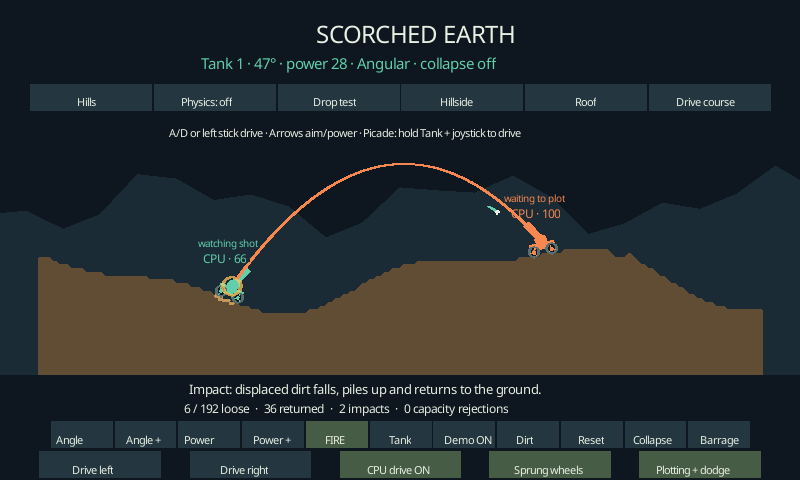 SCORCHED EARTH
Tank 1 · 47° · power 28 · Angular · collapse off
Hills
Physics: off
Drop test
Hillside
Roof
Drive course
A/D or left stick drive · Arrows aim/power · Picade: hold Tank + joystick to drive
waiting to plot
CPU · 100
watching shot
CPU · 66
Impact: displaced dirt falls, piles up and returns to the ground.
6 / 192 loose · 36 returned · 2 impacts · 0 capacity rejections
Angle
Angle +
Power
Power +
FIRE
Tank
Demo ON
Dirt
Reset
Collapse
Barrage
Drive left
Drive right
CPU drive ON
Sprung wheels
Plotting + dodge